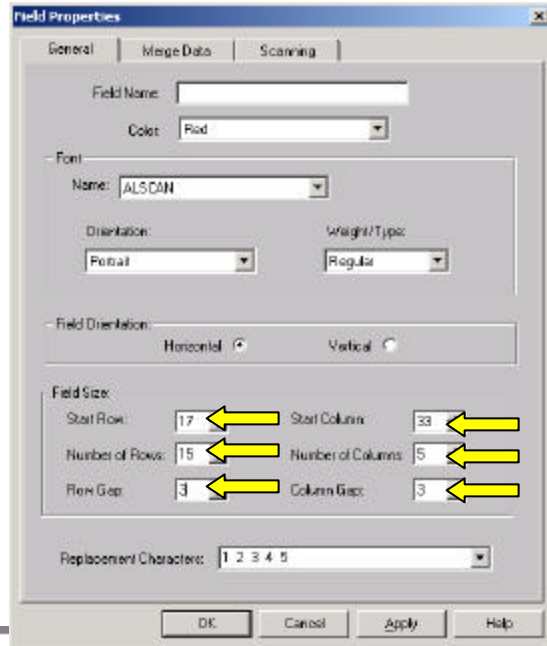 Field Properties
General Merge Data Scanning
Field Name:
Color: Red
Font
Name: ALSCAN
Orientation: Weight/Type:
Portrait Regular
Field Orientation:
Horizontal Vertical
Field Size:
Start Row: 17 Start Column: 33
Number of Rows: 15 Number of Columns: 5
Row Gap: 3 Column Gap: 3
Replacement Characters: 1 2 3 4 5
OK Cancel Apply Help